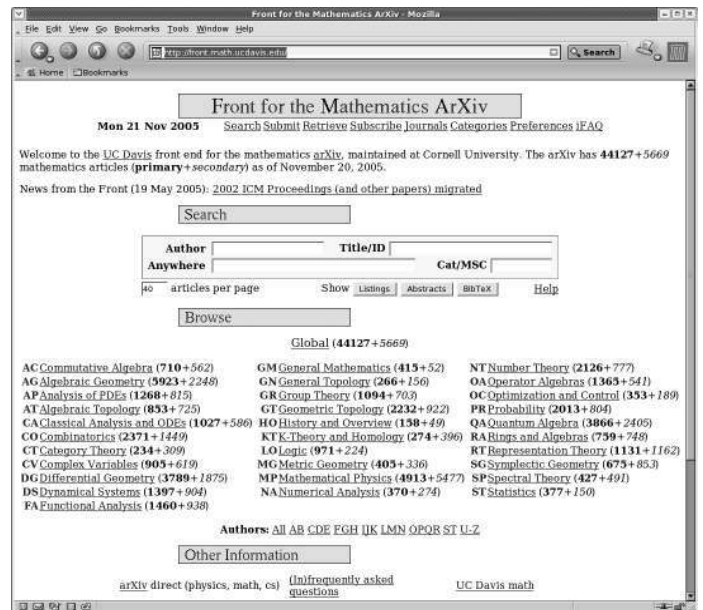 Front for the Mathematics ArXiv - Mozilla
File Edit View Go Bookmarks Tools Window Help
http://front.math.ucdavis.edu/ Search
Home Bookmarks
Front for the Mathematics ArXiv
Mon 21 Nov 2005 Search Submit Retrieve Subscribe Journals Categories Preferences iFAQ
Welcome to the UC Davis front end for the mathematics arXiv, maintained at Cornell University. The arXiv has 44127+5669
mathematics articles (primary+secondary) as of November 20, 2005.
News from the Front (19 May 2005): 2002 ICM Proceedings (and other papers) migrated
Search
Author Title/ID
Anywhere Cat/MSC
40 articles per page Show Listings Abstracts BibTeX Help
Browse
Global (44127+5669)
AC Commutative Algebra (710+562) GM General Mathematics (415+52) NT Number Theory (2126+777)
AG Algebraic Geometry (5923+2248) GN General Topology (266+156) OA Operator Algebras (1365+541)
AP Analysis of PDEs (1268+815) GR Group Theory (1094+703) OC Optimization and Control (353+189)
AT Algebraic Topology (853+725) GT Geometric Topology (2232+922) PR Probability (2013+804)
CA Classical Analysis and ODEs (1027+586) HO History and Overview (158+49) QA Quantum Algebra (3866+2405)
CO Combinatorics (2371+1449) KT K-Theory and Homology (274+396) RA Rings and Algebras (759+748)
CT Category Theory (234+309) LO Logic (971+224) RT Representation Theory (1131+1162)
CV Complex Variables (905+619) MG Metric Geometry (405+336) SG Symplectic Geometry (675+853)
DG Differential Geometry (3789+1875) MP Mathematical Physics (4913+5477) SP Spectral Theory (427+491)
DS Dynamical Systems (1397+904) NA Numerical Analysis (370+274) ST Statistics (377+150)
FA Functional Analysis (1460+938)
Authors: All AB CDE FGH IJK LMN OPQR ST U-Z
Other Information
arXiv direct (physics, math, cs) (In)frequently asked questions UC Davis math